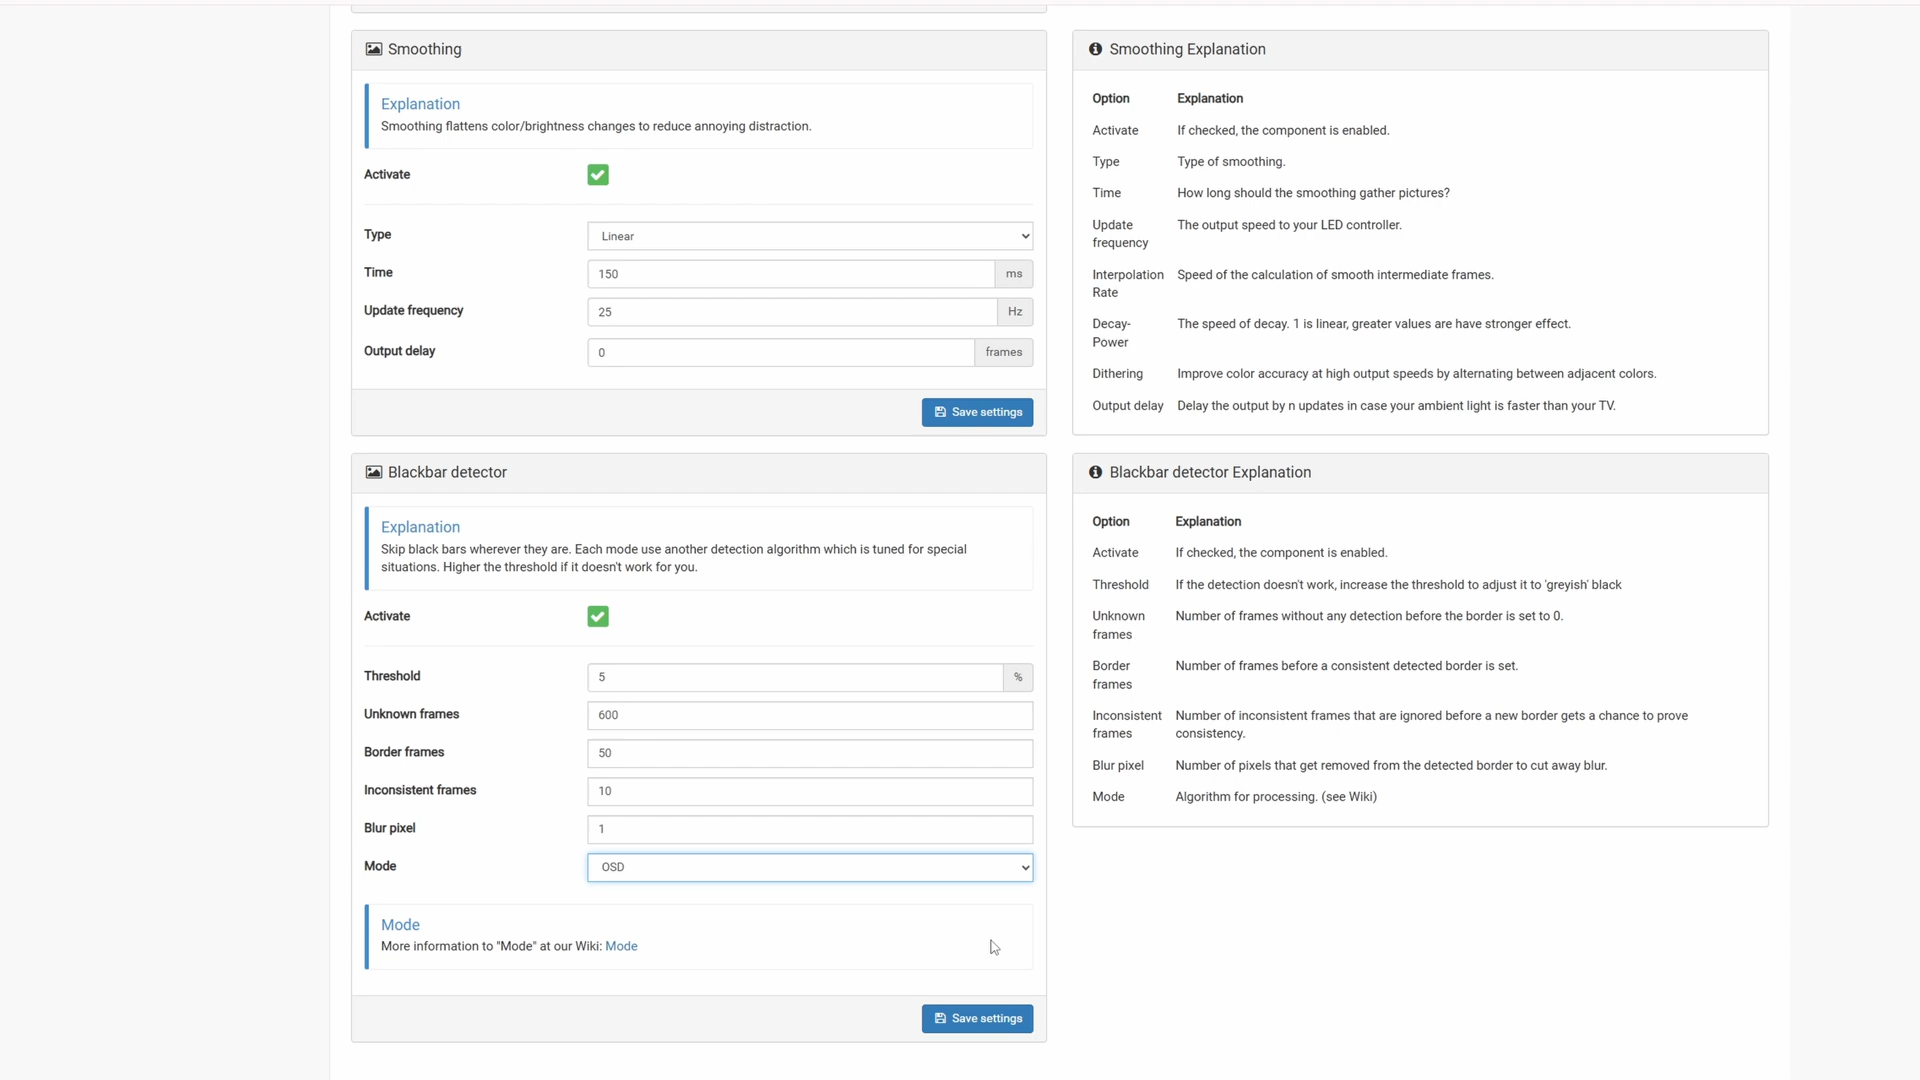 Smoothing
Explanation
Smoothing flattens color/brightness changes to reduce annoying distraction.
Activate
Type
Linear
Time
150
ms
Update frequency
25
Hz
Output delay
0
frames
Save settings
Smoothing Explanation
Option Explanation
Activate If checked, the component is enabled.
Type Type of smoothing.
Time How long should the smoothing gather pictures?
Update The output speed to your LED controller.
frequency
Interpolation Speed of the calculation of smooth intermediate frames.
Rate
Decay- The speed of decay. 1 is linear, greater values are have stronger effect.
Power
Dithering Improve color accuracy at high output speeds by alternating between adjacent colors.
Output delay Delay the output by n updates in case your ambient light is faster than your TV.
Blackbar detector
Explanation
Skip black bars wherever they are. Each mode use another detection algorithm which is tuned for special
situations. Higher the threshold if it doesn't work for you.
Activate
Threshold
5
%
Unknown frames
600
Border frames
50
Inconsistent frames
10
Blur pixel
1
Mode
OSD
Mode
More information to "Mode" at our Wiki: Mode
Save settings
Blackbar detector Explanation
Option Explanation
Activate If checked, the component is enabled.
Threshold If the detection doesn't work, increase the threshold to adjust it to 'greyish' black
Unknown Number of frames without any detection before the border is set to 0.
frames
Border Number of frames before a consistent detected border is set.
frames
Inconsistent Number of inconsistent frames that are ignored before a new border gets a chance to prove
frames consistency.
Blur pixel Number of pixels that get removed from the detected border to cut away blur.
Mode Algorithm for processing. (see Wiki)